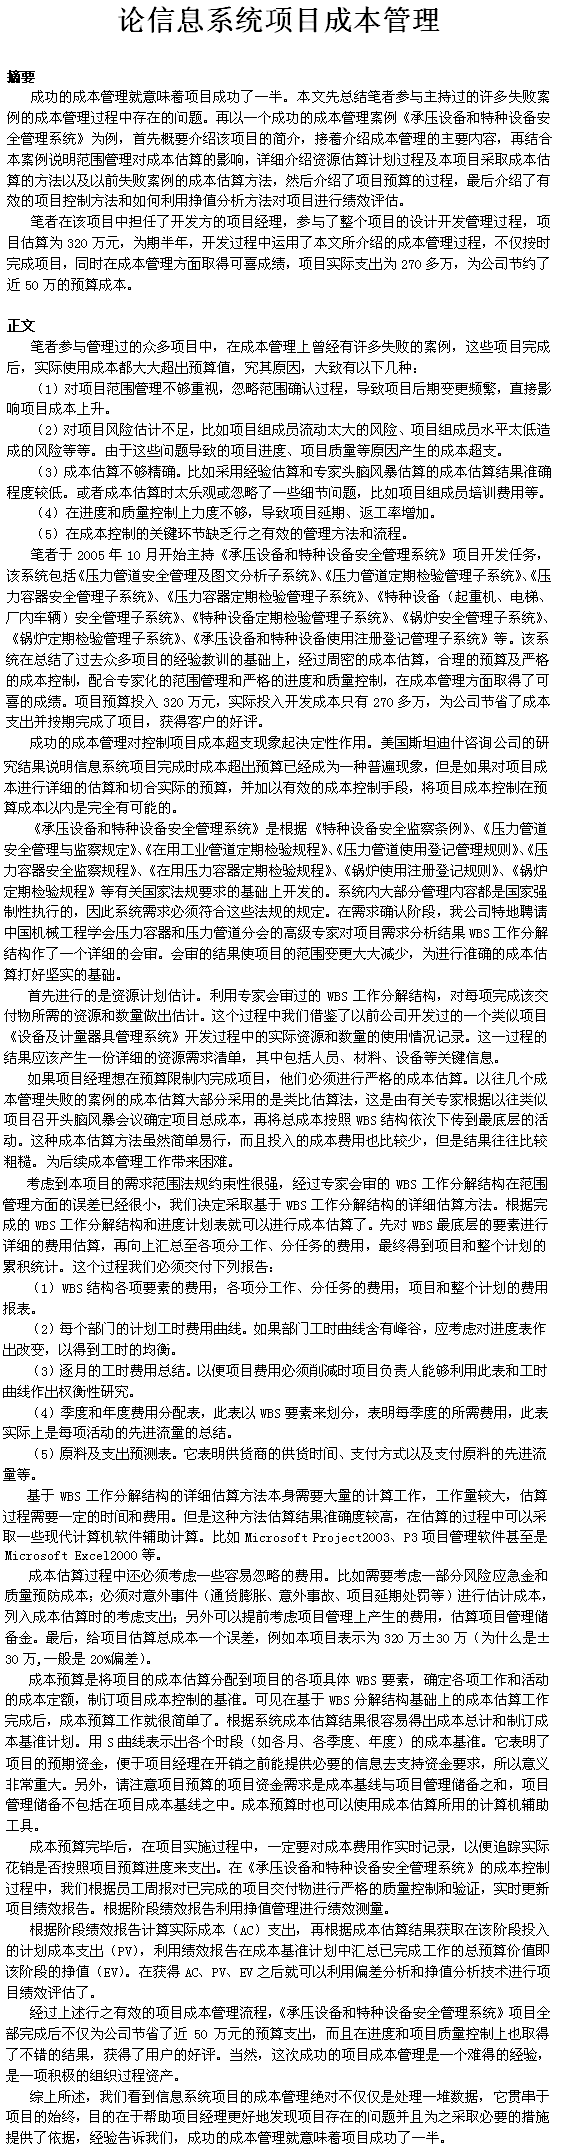 论信息系统项目成本管理
摘要
成功的成本管理就意味着项目成功了一半。本文先总结笔者参与主持过的许多失败案
例的成本管理过程中存在的问题。再以一个成功的成本管理案例《承压设备和特种设备安
全管理系统》为例，首先概要介绍该项目的简介，接着介绍成本管理的主要内容，再结合
本案例说明范围管理对成本估算的影响，详细介绍资源估算计划过程及本项目采取成本估
算的方法以及以前失败案例的成本估算方法，然后介绍了项目预算的过程，最后介绍了有
效的项目控制方法和如何利用挣值分析方法对项目进行绩效评估。
笔者在该项目中担任了开发方的项目经理，参与了整个项目的设计开发管理过程，项
目估算为 320 万元，为期半年，开发过程中运用了本文所介绍的成本管理过程，不仅按时
完成项目，同时在成本管理方面取得可喜成绩，项目实际支出为 270 多万，为公司节约了
近 50 万的预算成本。
正文
笔者参与管理过的众多项目中，在成本管理上曾经有许多失败的案例，这些项目完成
后，实际使用成本都大大超出预算值，究其原因，大致有以下几种：
（1）对项目范围管理不够重视，忽略范围确认过程，导致项目后期变更频繁，直接影
响项目成本上升。
（2）对项目风险估计不足，比如项目组成员流动太大的风险、项目组成员水平太低造
成的风险等等。由于这些问题导致的项目进度、项目质量等原因产生的成本超支。
（3）成本估算不够精确。比如采用经验估算和专家头脑风暴估算的成本估算结果准确
程度较低。或者成本估算时太乐观或忽略了一些细节问题，比如项目组成员培训费用等。
（4）在进度和质量控制上力度不够，导致项目延期、返工率增加。
（5）在成本控制的关键环节缺乏行之有效的管理方法和流程。
笔者于 2005 年 10 月开始主持《承压设备和特种设备安全管理系统》项目开发任务，
该系统包括《压力管道安全管理及图文分析子系统》、《压力管道定期检验管理子系统》、《压
力容器安全管理子系统》、《压力容器定期检验管理子系统》、《特种设备（起重机、电梯、
厂内车辆）安全管理子系统》、《特种设备定期检验管理子系统》、《锅炉安全管理子系统》、
《锅炉定期检验管理子系统》、《承压设备和特种设备使用注册登记管理子系统》等。该系
统在总结了过去众多项目的经验教训的基础上，经过周密的成本估算，合理的预算及严格
的成本控制，配合专家化的范围管理和严格的进度和质量控制，在成本管理方面取得了可
喜的成绩。项目预算投入 320 万元，实际投入开发成本只有 270 多万，为公司节省了成本
支出并按期完成了项目，获得客户的好评。
成功的成本管理对控制项目成本超支现象起决定性作用。美国斯坦迪什咨询公司的研
究结果说明信息系统项目完成时成本超出预算已经成为一种普遍现象，但是如果对项目成
本进行详细的估算和切合实际的预算，并加以有效的成本控制手段，将项目成本控制在预
算成本以内是完全有可能的。
《承压设备和特种设备安全管理系统》是根据《特种设备安全监察条例》、《压力管道
安全管理与监察规定》、《在用工业管道定期检验规程》、《压力管道使用登记管理规则》、《压
力容器安全监察规程》、《在用压力容器定期检验规程》、《锅炉使用注册登记规则》、《锅炉
定期检验规程》等有关国家法规要求的基础上开发的。系统内大部分管理内容都是国家强
制性执行的，因此系统需求必须符合这些法规的规定。在需求确认阶段，我公司特地聘请
中国机械工程学会压力容器和压力管道分会的高级专家对项目需求分析结果 WBS 工作分解
结构作了一个详细的会审。会审的结果使项目的范围变更大大减少，为进行准确的成本估
算打好坚实的基础。
首先进行的是资源计划估计。利用专家会审过的 WBS 工作分解结构，对每项完成该交
付物所需的资源和数量做出估计。这个过程中我们借鉴了以前公司开发过的一个类似项目
《设备及计量器具管理系统》开发过程中的实际资源和数量的使用情况记录。这一过程的
结果应该产生一份详细的资源需求清单，其中包括人员、材料、设备等关键信息。
如果项目经理想在预算限制内完成项目，他们必须进行严格的成本估算。以往几个成
本管理失败的案例的成本估算大部分采用的是类比估算法，这是由有关专家根据以往类似
项目召开头脑风暴会议确定项目总成本，再将总成本按照 WBS 结构依次下传到最底层的活
动。这种成本估算方法虽然简单易行，而且投入的成本费用也比较少，但是结果往往比较
粗糙。为后续成本管理工作带来困难。
考虑到本项目的需求范围法规约束性很强，经过专家会审的 WBS 工作分解结构在范围
管理方面的误差已经很小，我们决定采取基于 WBS 工作分解结构的详细估算方法。根据完
成的 WBS 工作分解结构和进度计划表就可以进行成本估算了。先对 WBS 最底层的要素进行
详细的费用估算，再向上汇总至各项分工作、分任务的费用，最终得到项目和整个计划的
累积统计。这个过程我们必须交付下列报告：
（1）WBS 结构各项要素的费用；各项分工作、分任务的费用；项目和整个计划的费用
报表。
（2）每个部门的计划工时费用曲线。如果部门工时曲线含有峰谷，应考虑对进度表作
出改变，以得到工时的均衡。
（3）逐月的工时费用总结。以便项目费用必须削减时项目负责人能够利用此表和工时
曲线作出权衡性研究。
（4）季度和年度费用分配表，此表以 WBS 要素来划分，表明每季度的所需费用，此表
实际上是每项活动的先进流量的总结。
（5）原料及支出预测表。它表明供货商的供货时间、支付方式以及支付原料的先进流
量等。
基于 WBS 工作分解结构的详细估算方法本身需要大量的计算工作，工作量较大，估算
过程需要一定的时间和费用。但是这种方法估算结果准确度较高，在估算的过程中可以采
取一些现代计算机软件辅助计算。比如 Microsoft Project2003、P3 项目管理软件甚至是
Microsoft Excel2000 等。
成本估算过程中还必须考虑一些容易忽略的费用。比如需要考虑一部分风险应急金和
质量预防成本；必须对意外事件（通货膨胀、意外事故、项目延期处罚等）进行估计成本，
列入成本估算时的考虑支出；另外可以提前考虑项目管理上产生的费用，估算项目管理储
备金。最后，给项目估算总成本一个误差，例如本项目表示为 320 万±30 万（为什么是±
30 万,一般是 20%偏差）。
成本预算是将项目的成本估算分配到项目的各项具体 WBS 要素，确定各项工作和活动
的成本定额，制订项目成本控制的基准。可见在基于 WBS 分解结构基础上的成本估算工作
完成后，成本预算工作就很简单了。根据系统成本估算结果很容易得出成本总计和制订成
本基准计划。用 S 曲线表示出各个时段（如各月、各季度、年度）的成本基准。它表明了
项目的预期资金，便于项目经理在开销之前能提供必要的信息去支持资金要求，所以意义
非常重大。另外，请注意项目预算的项目资金需求是成本基线与项目管理储备之和，项目
管理储备不包括在项目成本基线之中。成本预算时也可以使用成本估算所用的计算机辅助
工具。
成本预算完毕后，在项目实施过程中，一定要对成本费用作实时记录，以便追踪实际
花销是否按照项目预算进度来支出。在《承压设备和特种设备安全管理系统》的成本控制
过程中，我们根据员工周报对已完成的项目交付物进行严格的质量控制和验证，实时更新
项目绩效报告。根据阶段绩效报告利用挣值管理进行绩效测量。
根据阶段绩效报告计算实际成本（AC）支出，再根据成本估算结果获取在该阶段投入
的计划成本支出（PV），利用绩效报告在成本基准计划中汇总已完成工作的总预算价值即
该阶段的挣值（EV）。在获得 AC、PV、EV 之后就可以利用偏差分析和挣值分析技术进行项
目绩效评估了。
经过上述行之有效的项目成本管理流程，《承压设备和特种设备安全管理系统》项目全
部完成后不仅为公司节省了近 50 万元的预算支出，而且在进度和项目质量控制上也取得
了不错的结果，获得了用户的好评。当然，这次成功的项目成本管理是一个难得的经验，
是一项积极的组织过程资产。
综上所述，我们看到信息系统项目的成本管理绝对不仅仅是处理一堆数据，它贯串于
项目的始终，目的在于帮助项目经理更好地发现项目存在的问题并且为之采取必要的措施
提供了依据，经验告诉我们，成功的成本管理就意味着项目成功了一半。